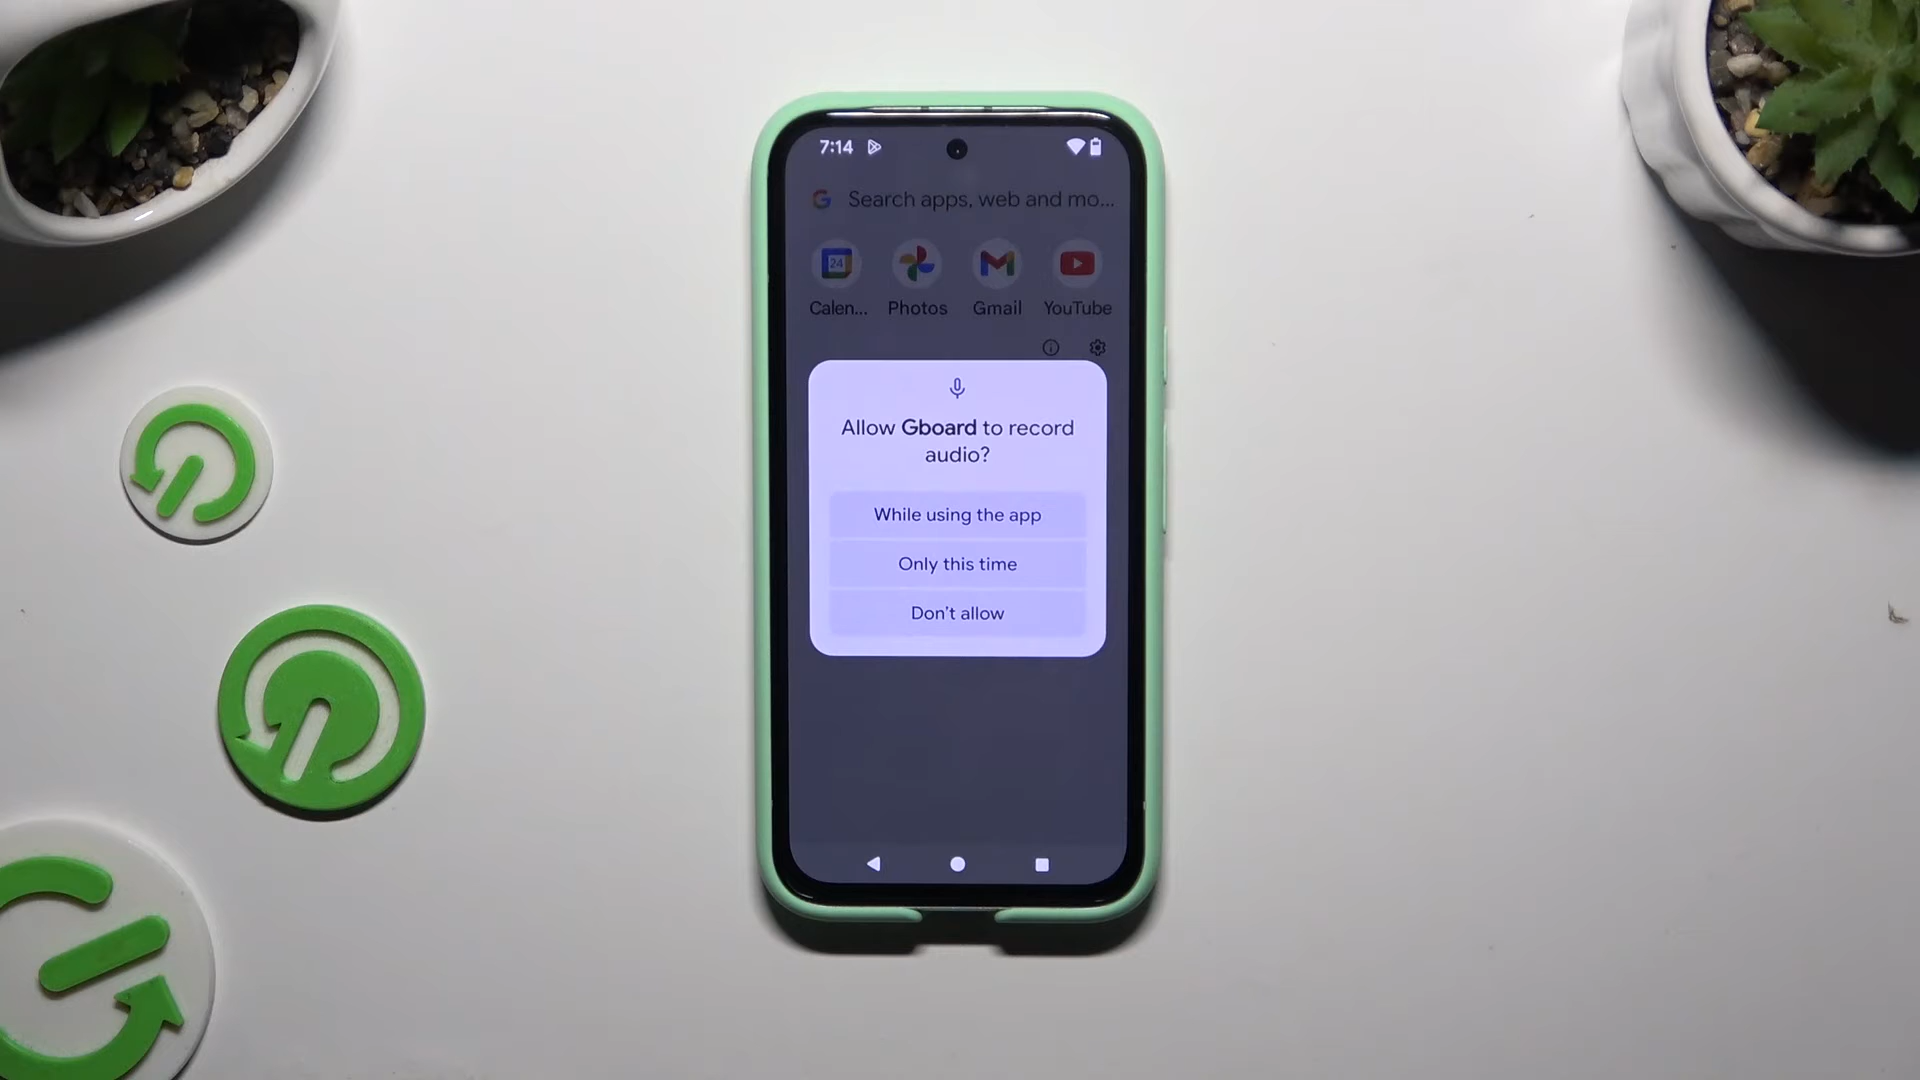 7:14
Search apps, web and mo...
24
Calen...
Photos
Gmail
YouTube
Allow Gboard to record
audio?
While using the app
Only this time
Don't allow